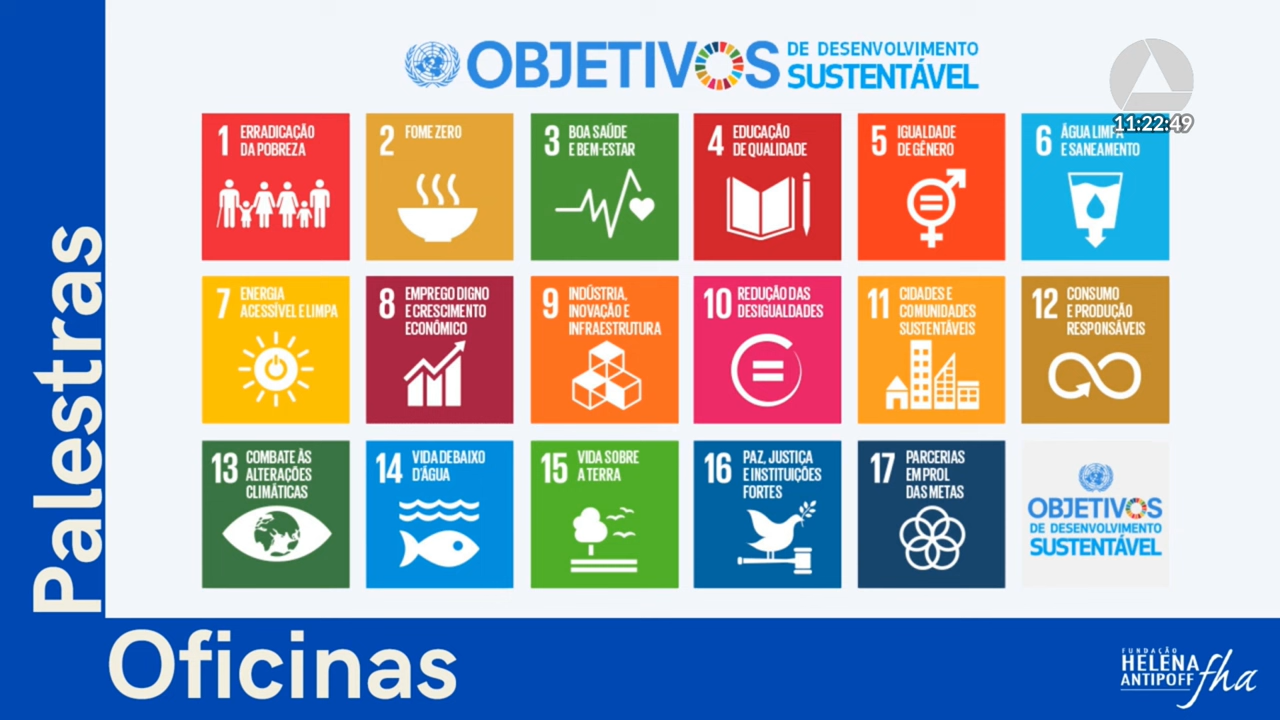 OBJETIVOS
DE DESENVOLVIMENTO
SUSTENTÁVEL
11:22:49
1 ERRADICAÇÃO
DA POBREZA
2 FOME ZERO
3 BOA SAÚDE
E BEM-ESTAR
4 EDUCAÇÃO
DE QUALIDADE
5 IGUALDADE
DE GÊNERO
6 ÁGUA LIMPA
E SANEAMENTO
7 ENERGIA
ACESSÍVEL E LIMPA
8 EMPREGO DIGNO
E CRESCIMENTO
ECONÔMICO
9 INDÚSTRIA,
INOVAÇÃO E
INFRAESTRUTURA
10 REDUÇÃO DAS
DESIGUALDADES
11 CIDADES E
COMUNIDADES
SUSTENTÁVEIS
12 CONSUMO
E PRODUÇÃO
RESPONSÁVEIS
13 COMBATE ÀS
ALTERAÇÕES
CLIMÁTICAS
14 VIDA DEBAIXO
D'ÁGUA
15 VIDA SOBRE
A TERRA
16 PAZ, JUSTIÇA
E INSTITUIÇÕES
FORTES
17 PARCERIAS
EM PROL
DAS METAS
OBJETIVOS
DE DESENVOLVIMENTO
SUSTENTÁVEL
Palestras
Oficinas
FUNDAÇÃO
HELENA
ANTIPOFF
fha